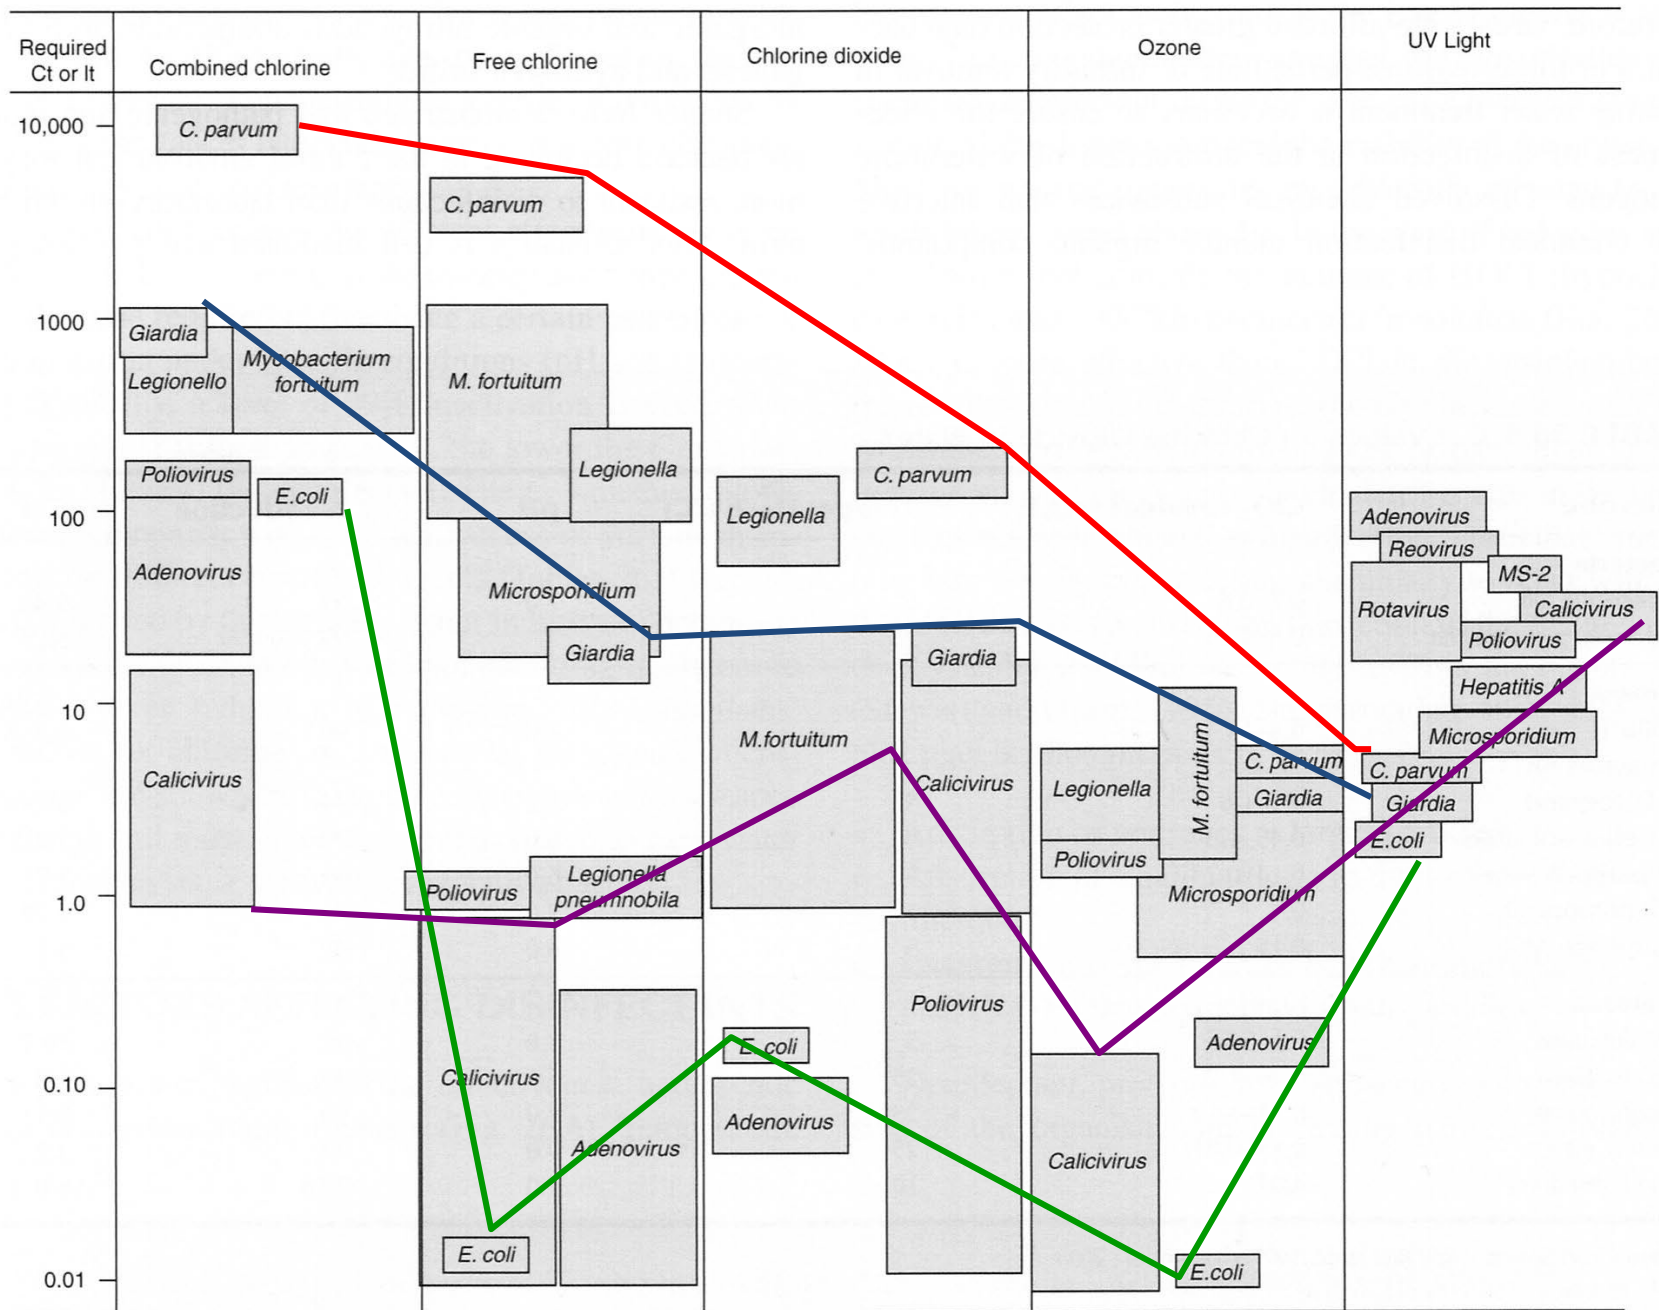 Required
Ct or It
Combined chlorine
Free chlorine
Chlorine dioxide
Ozone
UV Light
10,000
1000
100
10
1.0
0.10
0.01
C. parvum
Giardia
Legionello
Mycobacterium
fortuitum
Poliovirus
E.coli
Adenovirus
Calicivirus
C. parvum
M. fortuitum
Legionella
Microsporidium
Giardia
Poliovirus
Legionella
pneumnobila
Calicivirus
Adenovirus
E. coli
C. parvum
Legionella
Giardia
M.fortuitum
Calicivirus
Poliovirus
E. coli
Adenovirus
M. fortuitum
C. parvum
Legionella
Giardia
Poliovirus
Microsporidium
Adenovirus
Calicivirus
E.coli
Adenovirus
Reovirus
MS-2
Rotavirus
Calicivirus
Poliovirus
Hepatitis A
Microsporidium
C. parvum
Giardia
E.coli